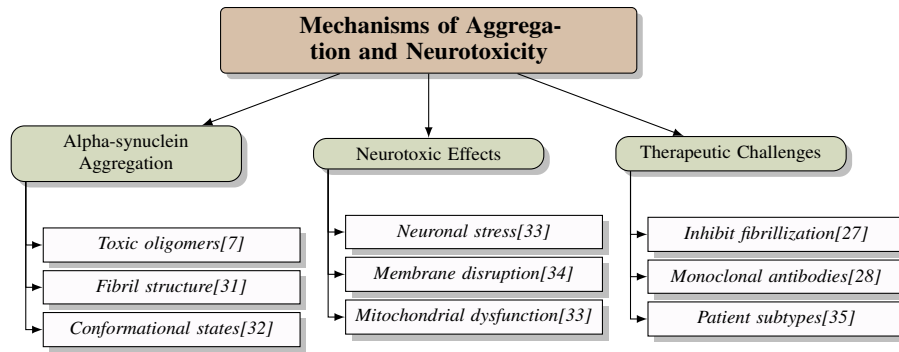 Mechanisms of Aggrega-
tion and Neurotoxicity
Alpha-synuclein
Aggregation
Toxic oligomers[7]
Fibril structure[31]
Conformational states[32]
Neurotoxic Effects
Neuronal stress[33]
Membrane disruption[34]
Mitochondrial dysfunction[33]
Therapeutic Challenges
Inhibit fibrillization[27]
Monoclonal antibodies[28]
Patient subtypes[35]